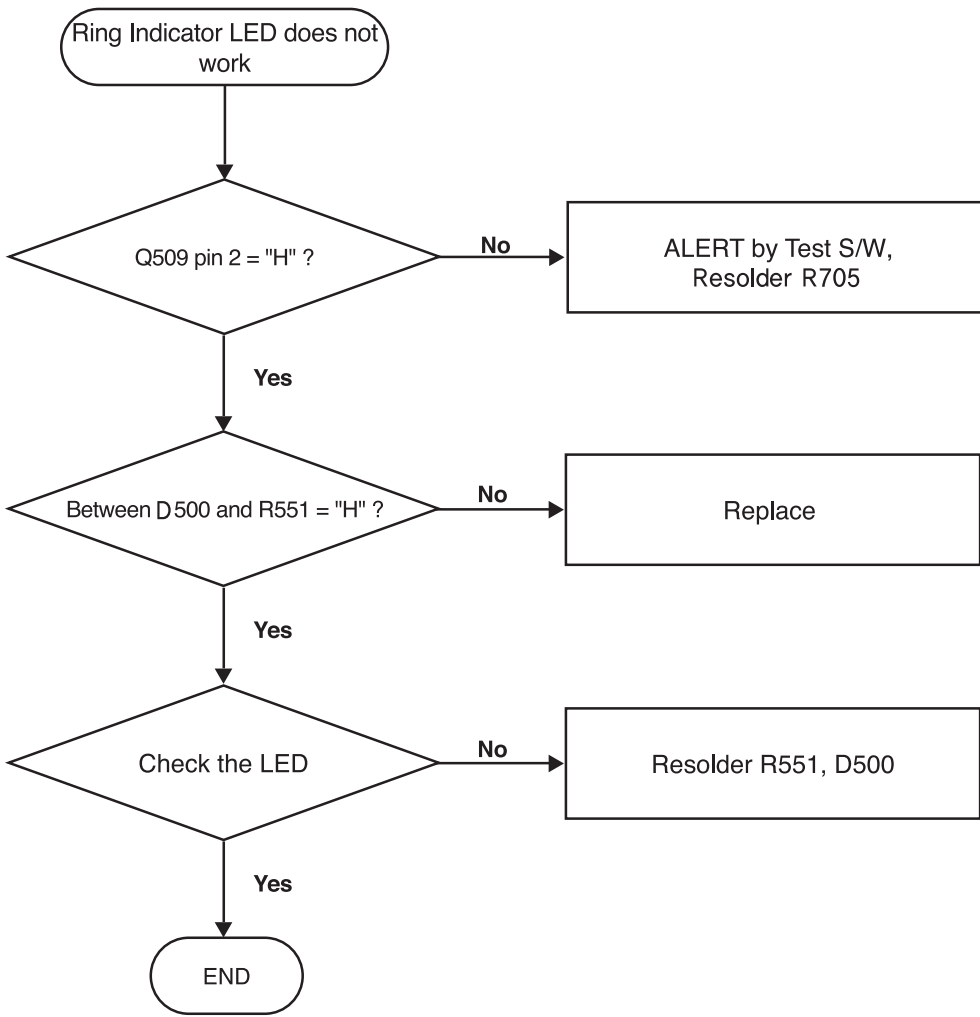 Ring Indicator LED does not
work
Q509 pin 2 = "H" ?
No
ALERT by Test S/W,
Resolder R705
Yes
Between D500 and R551 = "H" ?
No
Replace
Yes
Check the LED
No
Resolder R551, D500
Yes
END